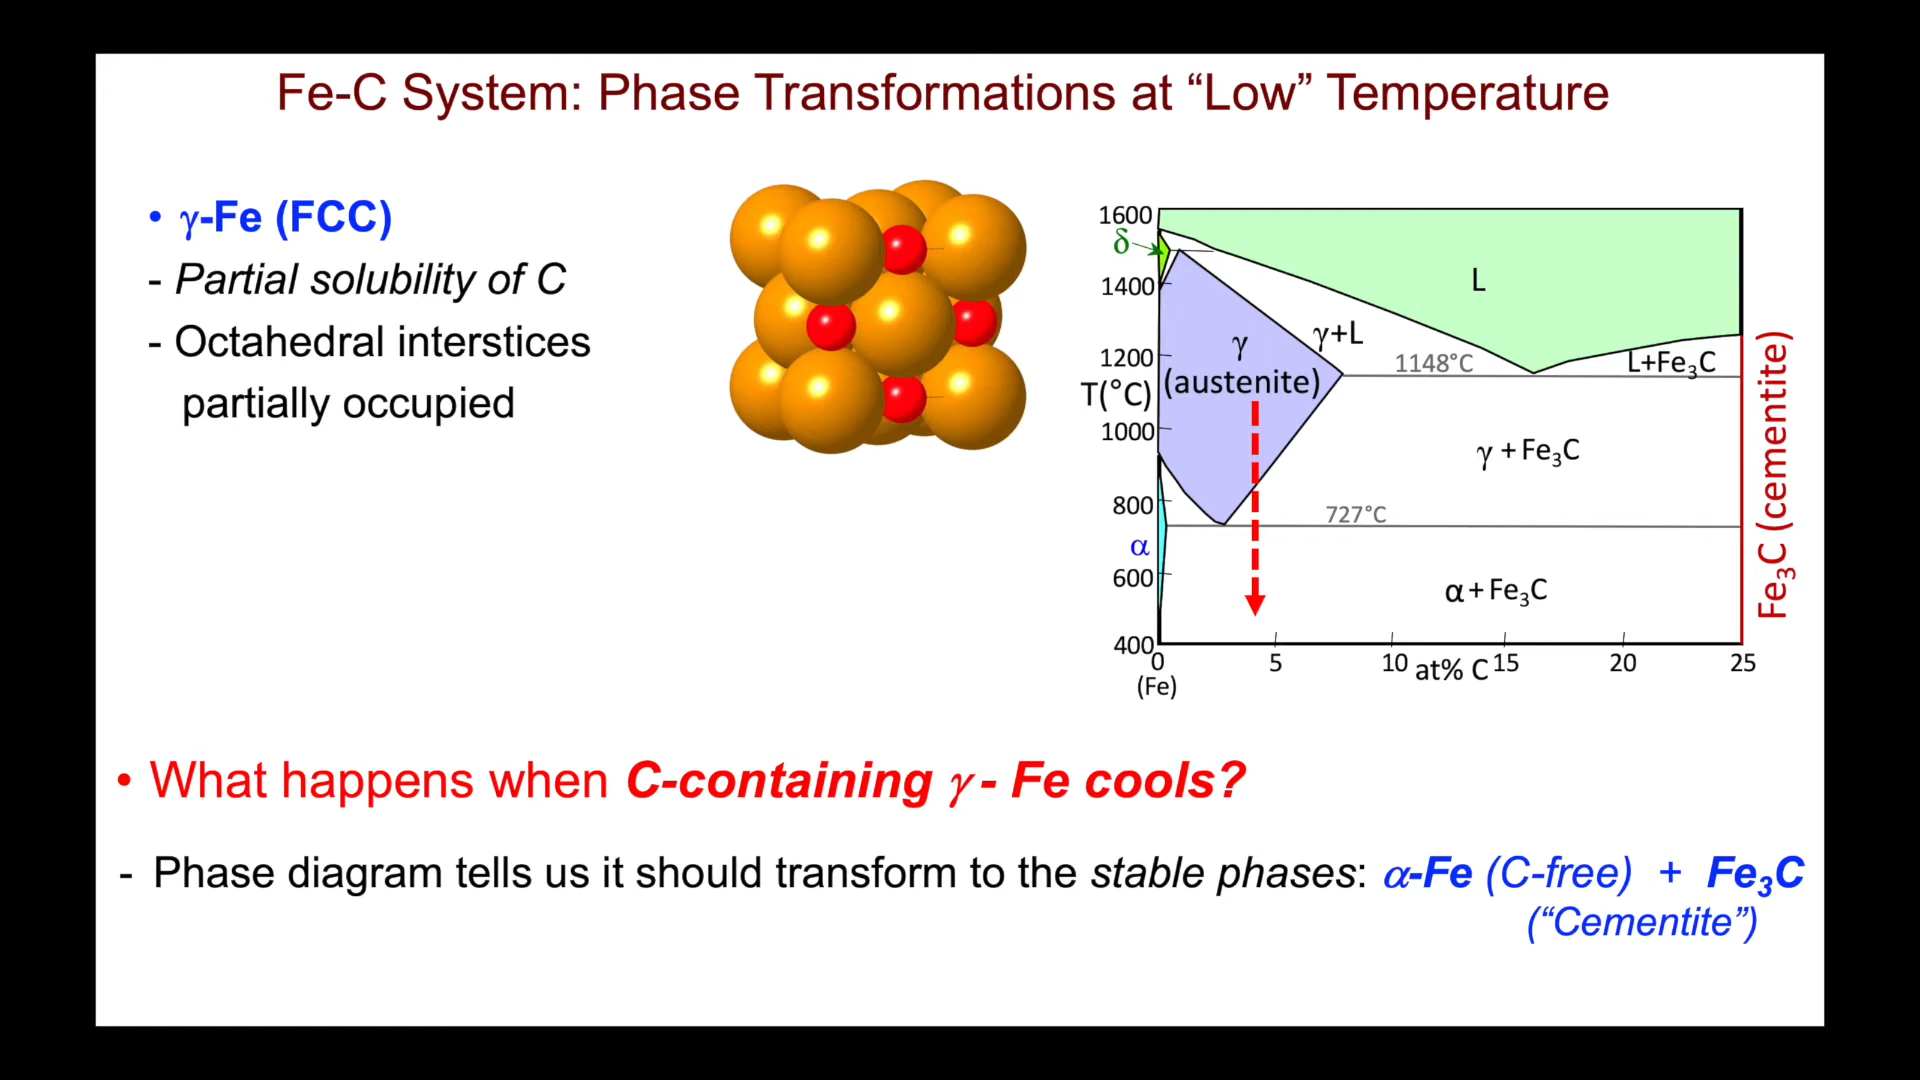 Fe-C System: Phase Transformations at “Low” Temperature
• γ-Fe (FCC)
- Partial solubility of C
- Octahedral interstices
partially occupied
1600
δ
1400
1200
T(°C)
1000
800
α
600
400
L
γ+L
γ
(austenite)
1148°C
L+Fe₃C
γ + Fe₃C
727°C
α + Fe₃C
0
5
10
at% C
15
20
25
(Fe)
Fe₃C (cementite)
• What happens when C-containing γ - Fe cools?
- Phase diagram tells us it should transform to the stable phases: α-Fe (C-free) + Fe₃C
(“Cementite”)